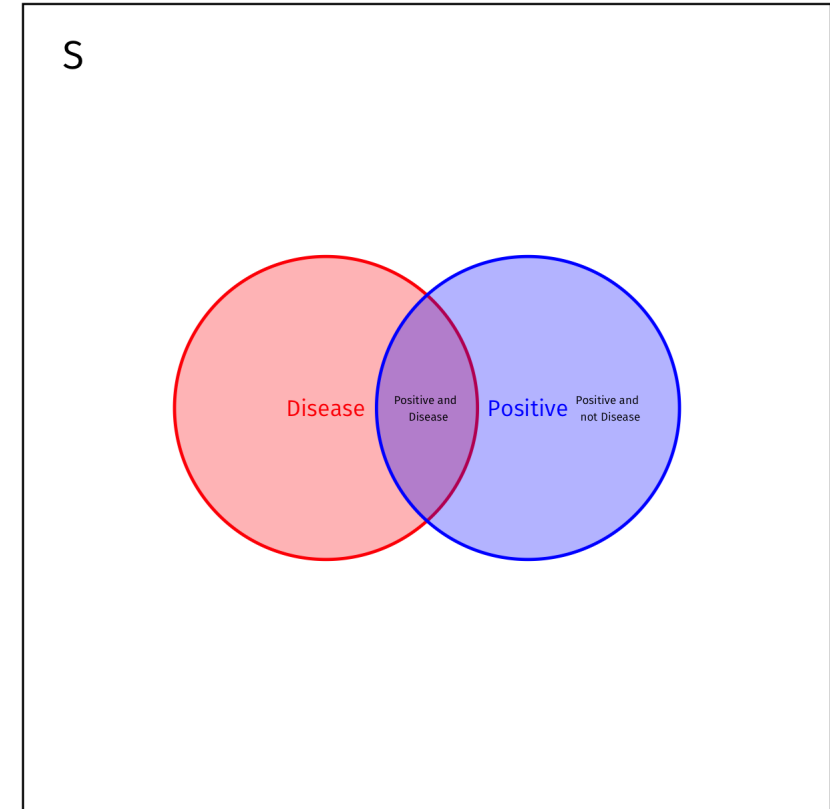 S
Disease
Positive and
Disease
Positive
Positive and
not Disease